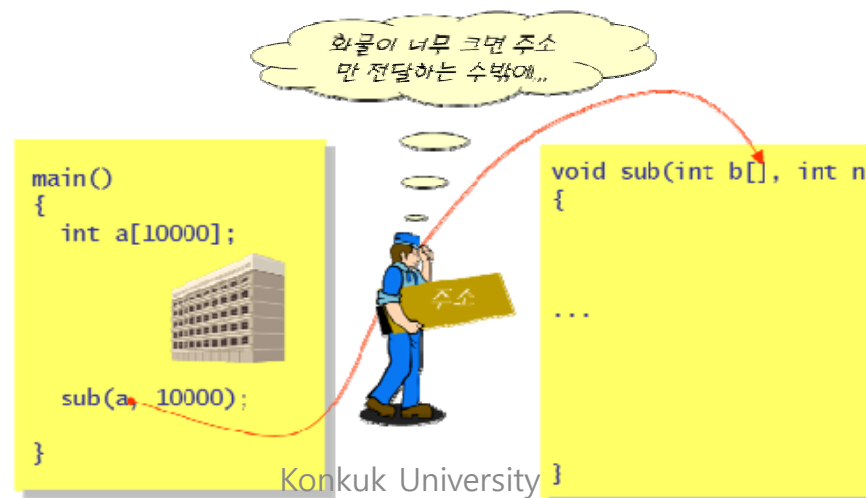 화물이 너무 크면 주소
만 전달하는 수밖에..
main()
{
int a[10000];
sub(a, 10000);
}
주소
void sub(int b[], int n
{
...
}
Konkuk University